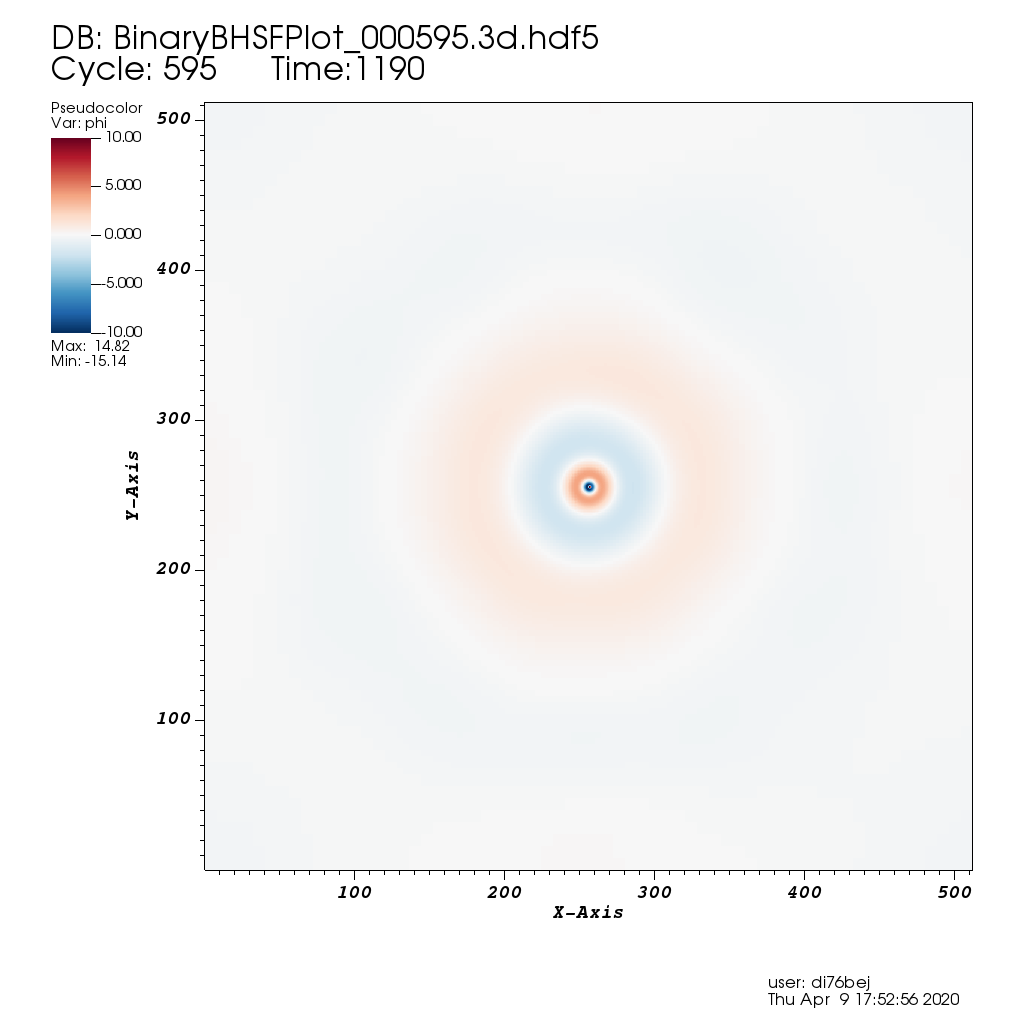 DB: BinaryBHSFPlot_000595.3d.hdf5
Cycle: 595 Time:1190
Pseudocolor
Var: phi
10.00
5.000
0.000
-5.000
-10.00
Max: 14.82
Min: -15.14
500
400
300
200
100
Y-Axis
100 200 300 400 500
X-Axis
user: di76bej
Thu Apr 9 17:52:56 2020